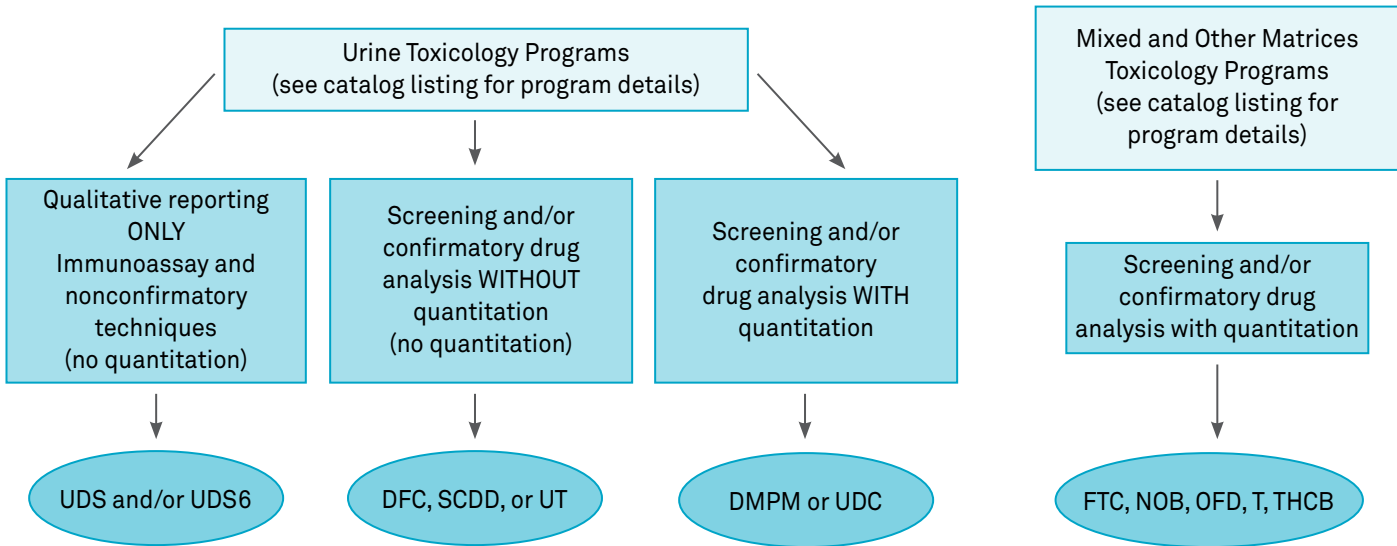 Urine Toxicology Programs
(see catalog listing for program details)
Mixed and Other Matrices
Toxicology Programs
(see catalog listing for
program details)
Qualitative reporting
ONLY
Immunoassay and
nonconfirmatory
techniques
(no quantitation)
Screening and/or
confirmatory drug
analysis WITHOUT
quantitation
(no quantitation)
Screening and/or
confirmatory
drug analysis WITH
quantitation
Screening and/or
confirmatory drug
analysis with quantitation
UDS and/or UDS6
DFC, SCDD, or UT
DMPM or UDC
FTC, NOB, OFD, T, THCB